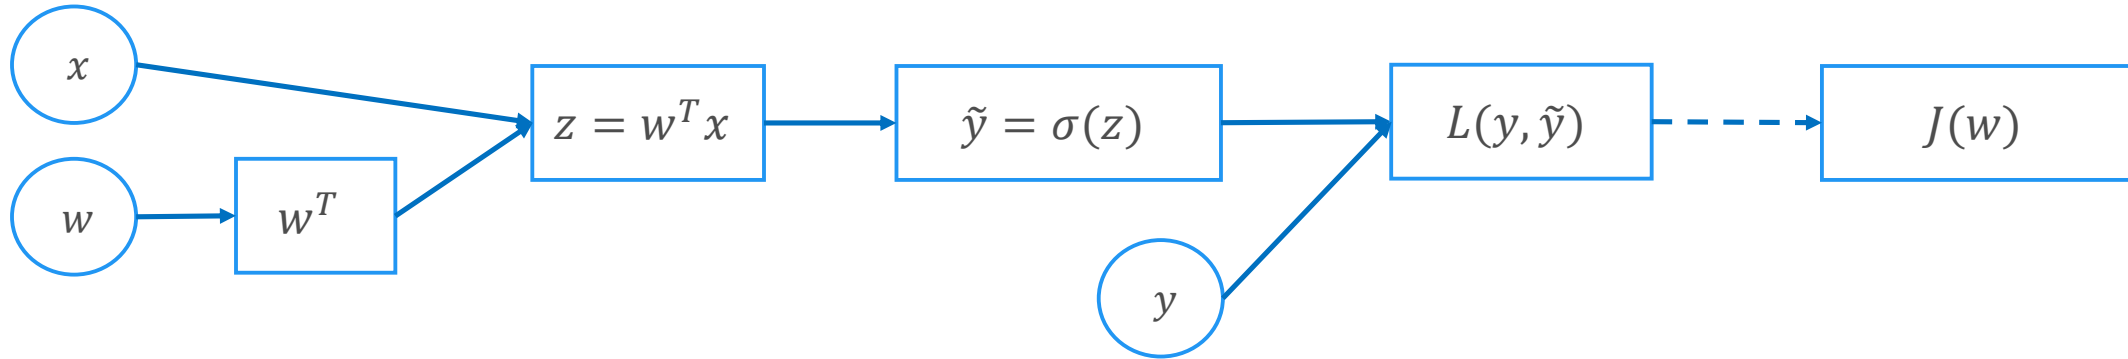 x
z = w^T x
ỹ = σ(z)
L(y, ỹ)
J(w)
w
w^T
y